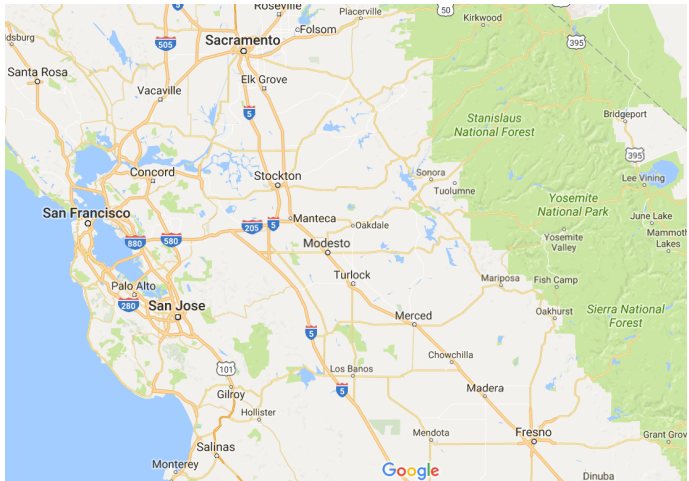 Roseville
Placerville
50
Kirkwood
5
Folsom
ldsburg
505
Sacramento
395
Santa Rosa
Elk Grove
Vacaville
5
Stanislaus
National Forest
Bridgeport
395
Concord
Stockton
Sonora
Tuolumne
Lee Vining
Yosemite
National Park
San Francisco
Manteca
205
5
Oakdale
June Lake
880
580
Modesto
Yosemite
Valley
Mammoth
Lakes
Palo Alto
Turlock
Mariposa
Fish Camp
280
San Jose
Merced
Oakhurst
Sierra National
Forest
5
Chowchilla
101
Los Banos
Gilroy
5
Madera
Hollister
Mendota
Fresno
Grant Grov
Salinas
Monterey
Google
Dinuba